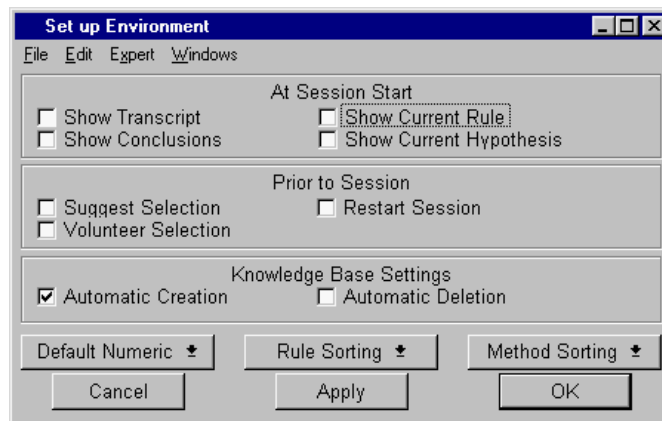 Set up Environment
File Edit Expert Windows
At Session Start
Show Transcript Show Current Rule
Show Conclusions Show Current Hypothesis
Prior to Session
Suggest Selection Restart Session
Volunteer Selection
Knowledge Base Settings
Automatic Creation Automatic Deletion
Default Numeric Rule Sorting Method Sorting
Cancel Apply OK